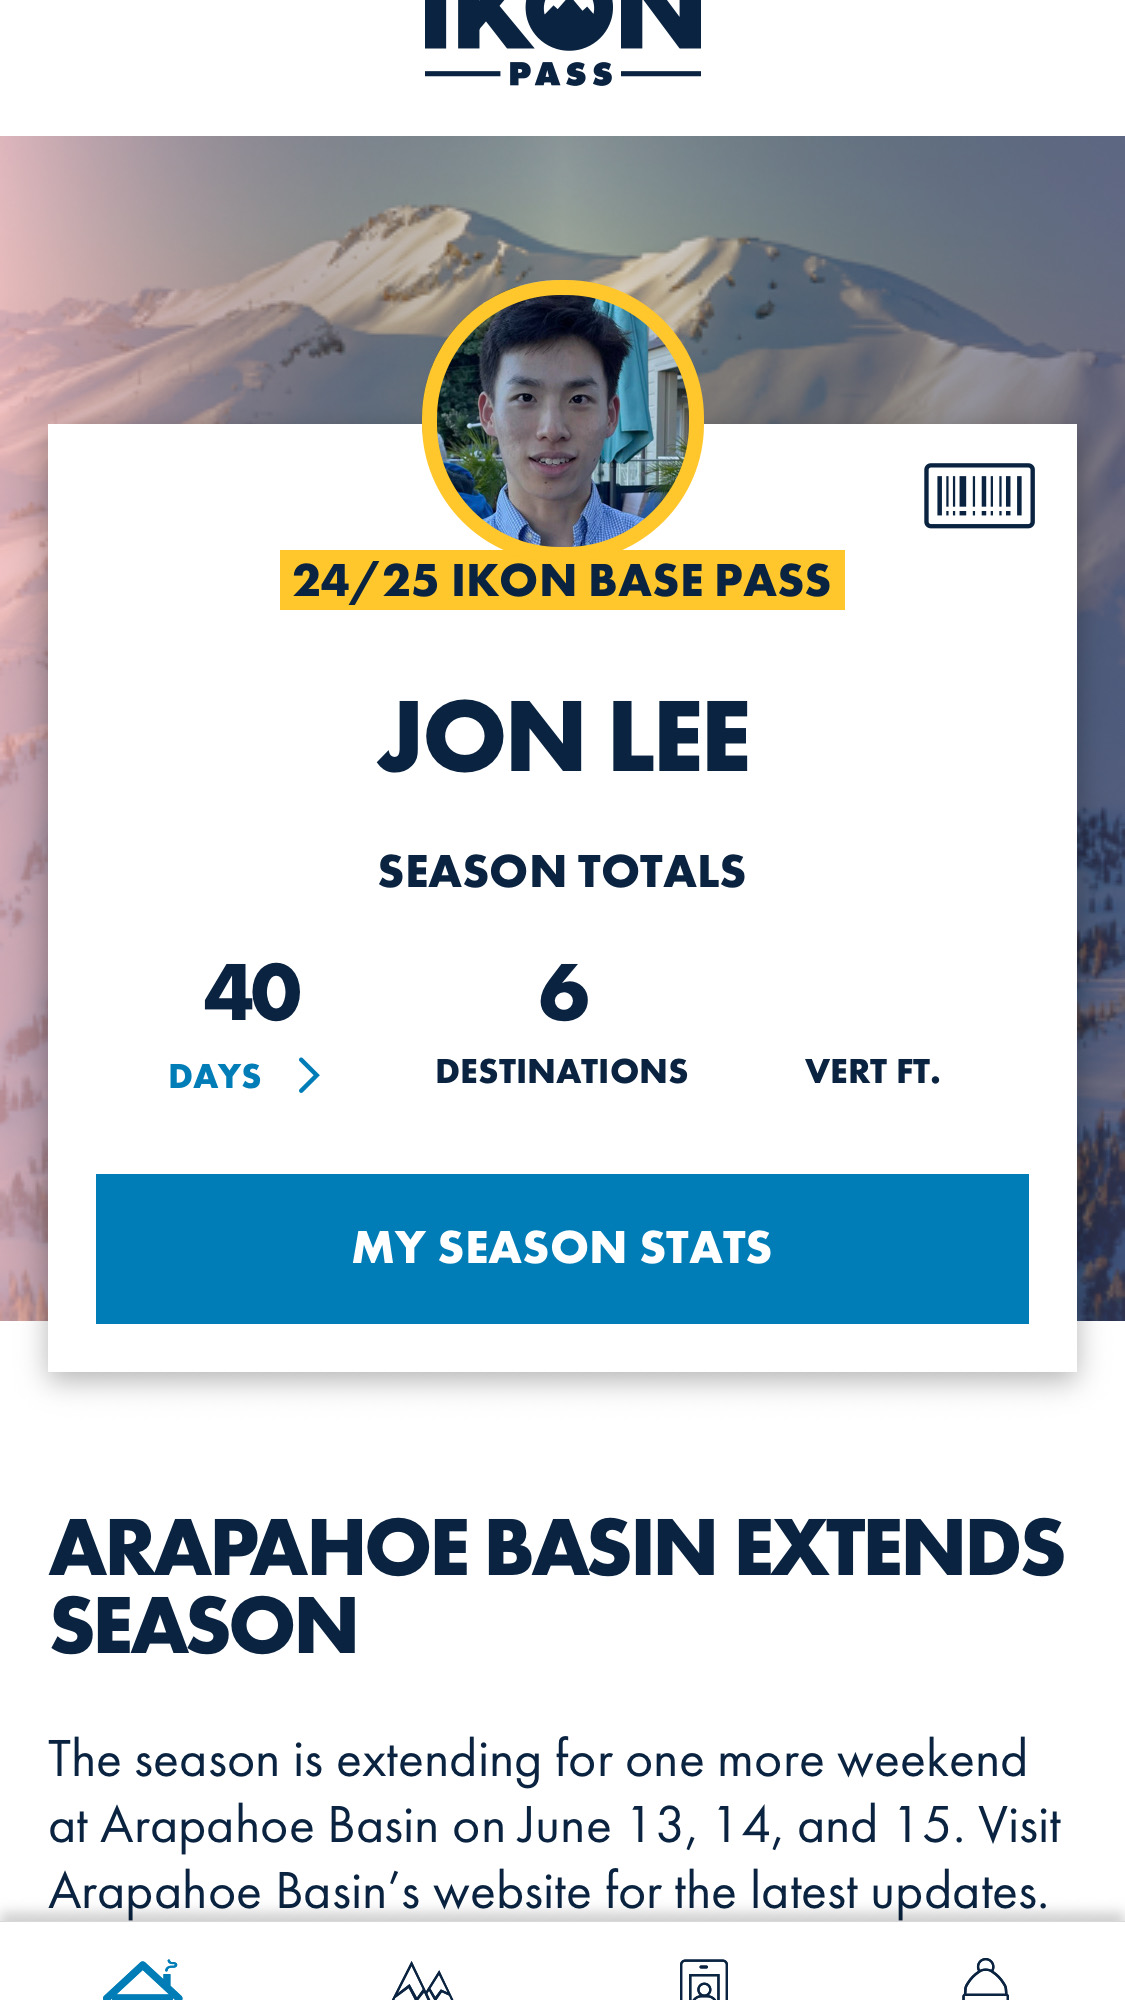 IKON
PASS
24/25 IKON BASE PASS
JON LEE
SEASON TOTALS
40
6
DAYS
DESTINATIONS
VERT FT.
MY SEASON STATS
ARAPAHOE BASIN EXTENDS
SEASON
The season is extending for one more weekend
at Arapahoe Basin on June 13, 14, and 15. Visit
Arapahoe Basin’s website for the latest updates.